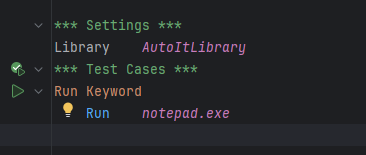 *** Settings ***
Library    AutoItLibrary
*** Test Cases ***
Run Keyword
    Run    notepad.exe